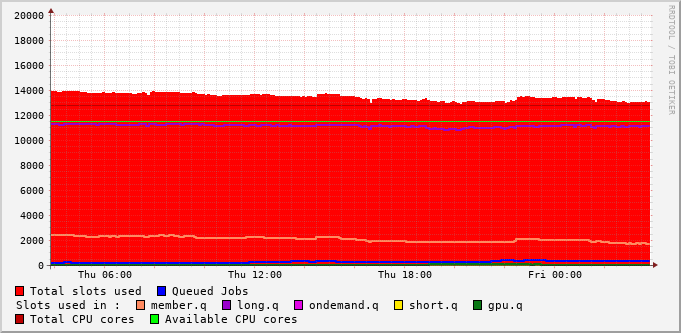 RRDTOOL / TOBI OETIKER
20000
18000
16000
14000
12000
10000
8000
6000
4000
2000
0
Thu 06:00 Thu 12:00 Thu 18:00 Fri 00:00
Total slots used Queued Jobs
Slots used in : member.q long.q ondemand.q short.q gpu.q
Total CPU cores Available CPU cores